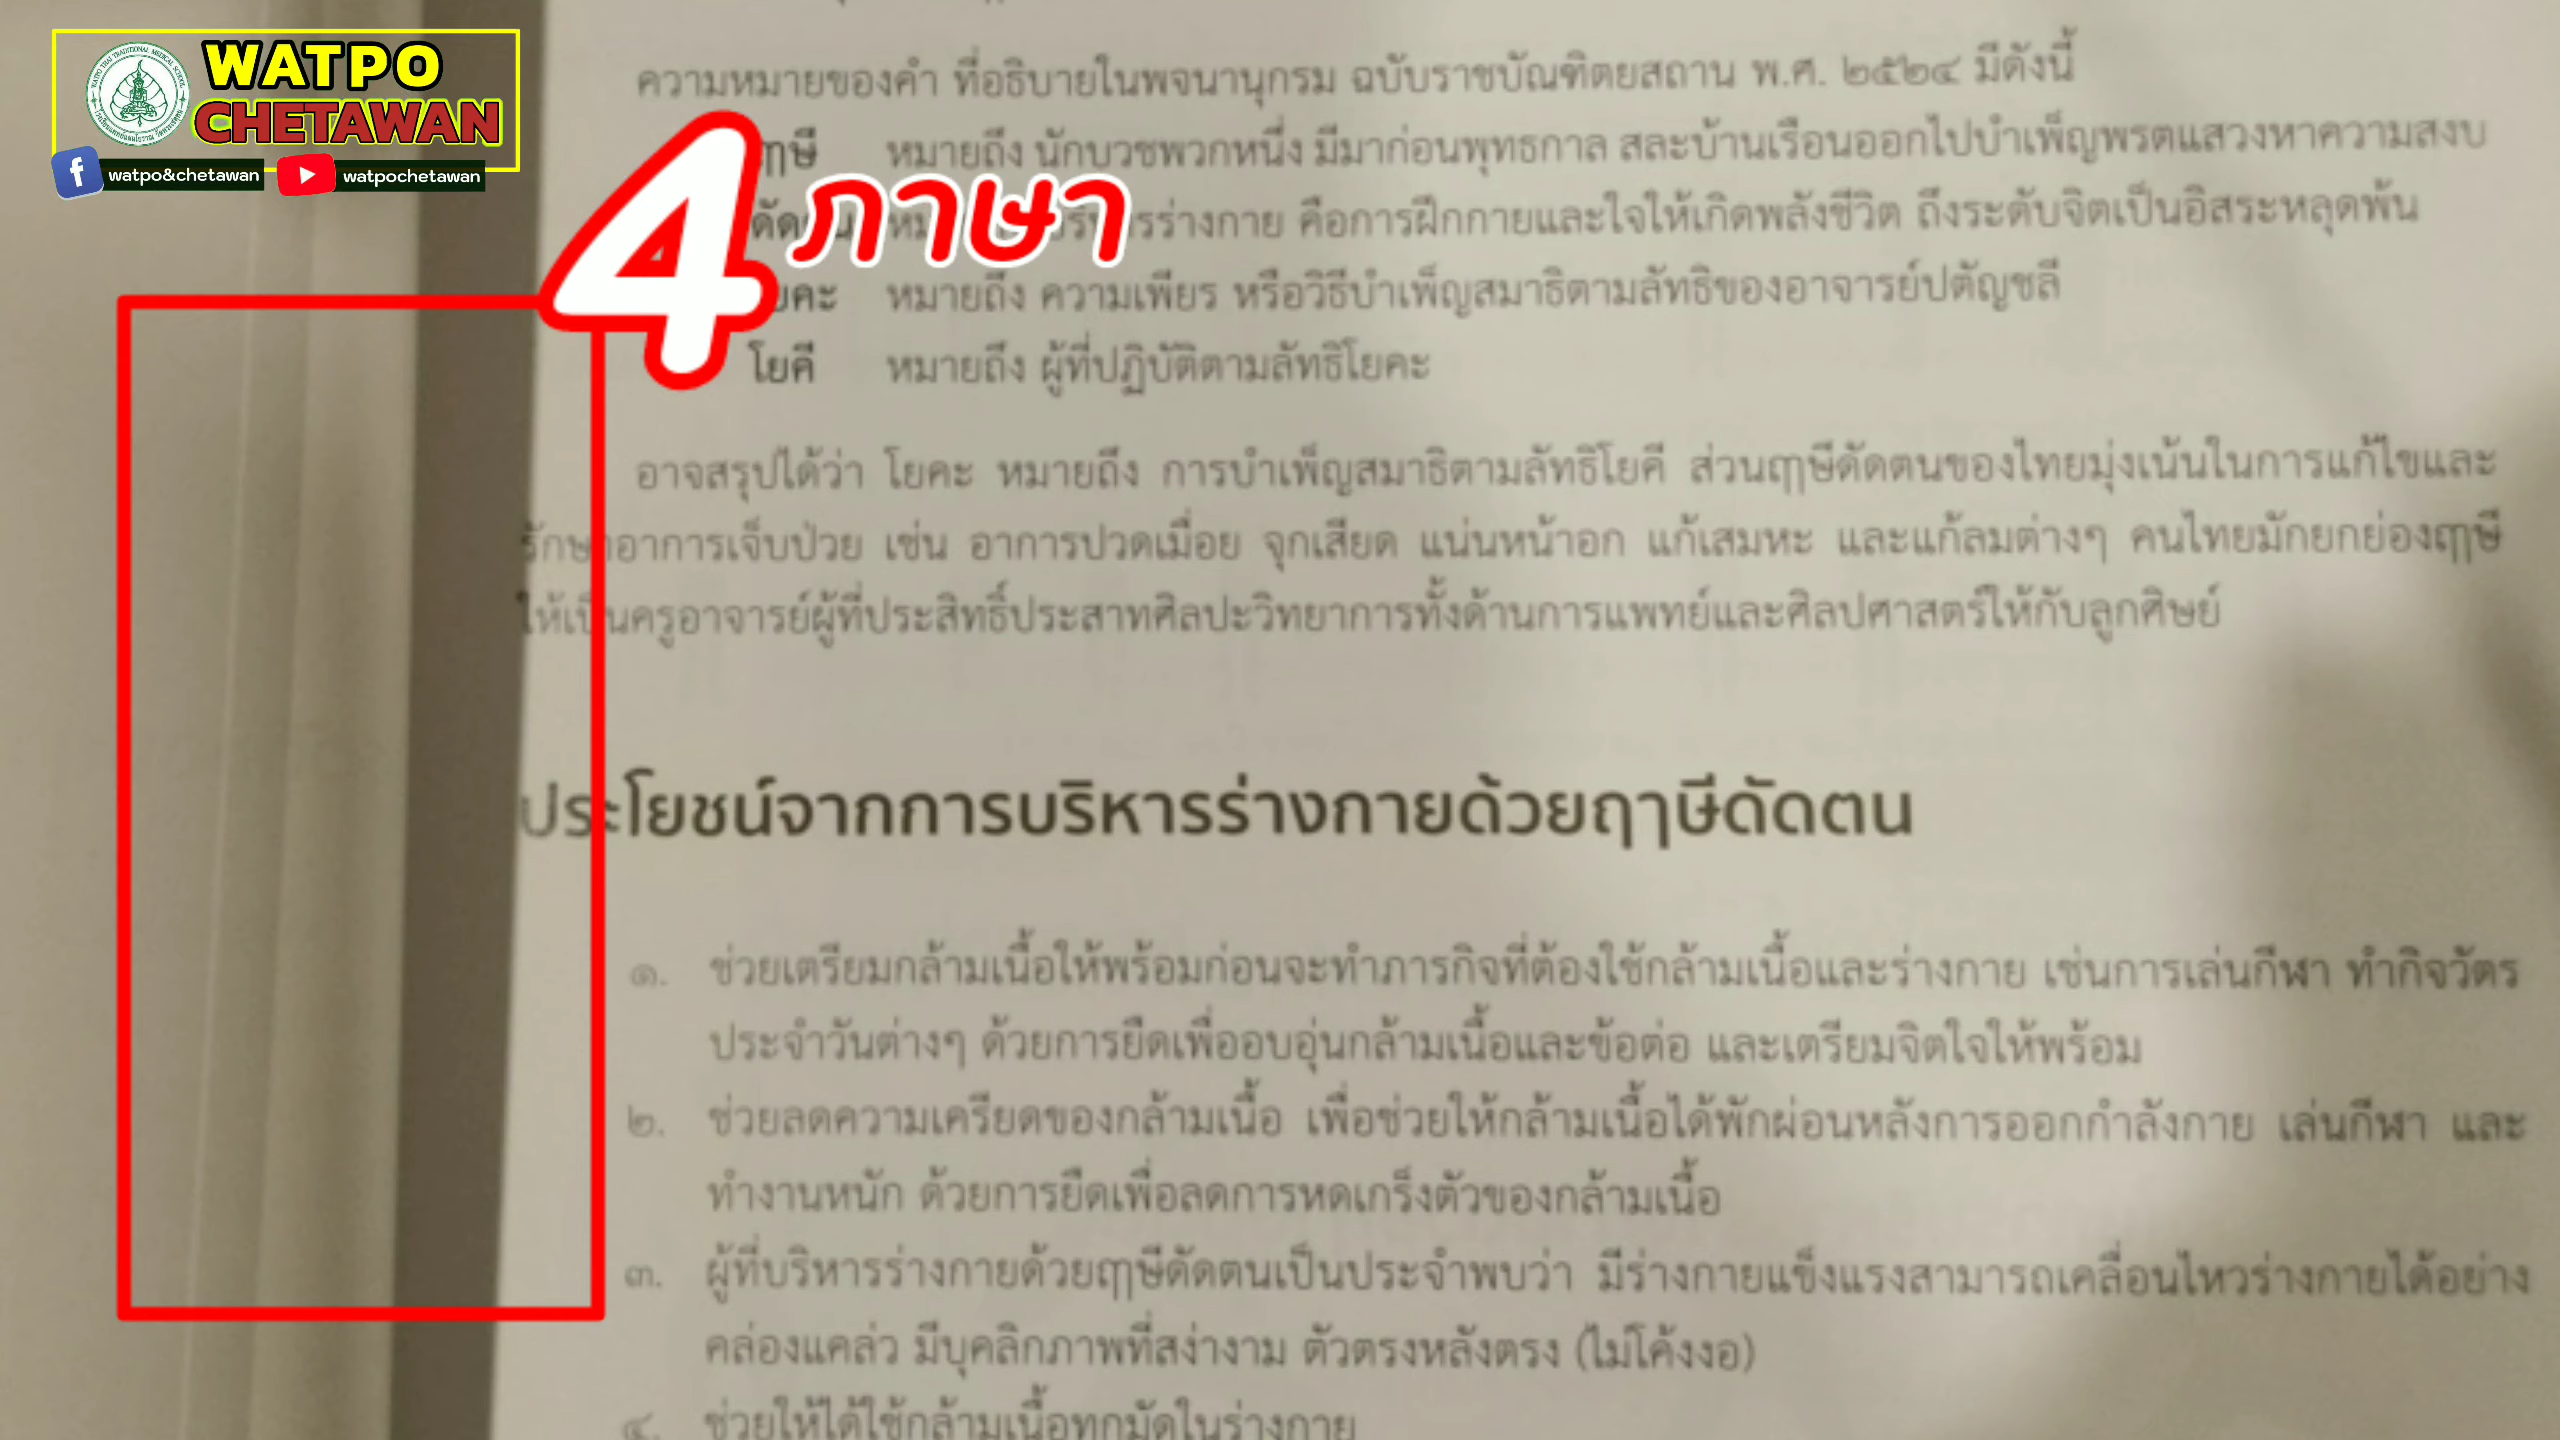 WATPO
CHETAWAN
watpo&chetawan
watpochetawan
4 ภาษา
ความหมายของคำ ที่อธิบายในพจนานุกรม ฉบับราชบัณฑิตยสถาน พ.ศ. ๒๕๒๔ มีดังนี้
ฤๅษี หมายถึง นักบวชพวกหนึ่ง มีมาก่อนพุทธกาล สละบ้านเรือนออกไปบำเพ็ญพรตแสวงหาความสงบ
ร่างกาย คือการฝึกกายและใจให้เกิดพลังชีวิต ถึงระดับจิตเป็นอิสระหลุดพ้น
หมายถึง ความเพียร หรือวิธีบำเพ็ญสมาธิตามลัทธิของอาจารย์ปตัญชลี
โยคี หมายถึง ผู้ที่ปฏิบัติตามลัทธิโยคะ
อาจสรุปได้ว่า โยคะ หมายถึง การบำเพ็ญสมาธิตามลัทธิโยคี ส่วนฤๅษีดัดตนของไทยมุ่งเน้นในการแก้ไขและ
รักษาอาการเจ็บป่วย เช่น อาการปวดเมื่อย จุกเสียด แน่นหน้าอก แก้เสมหะ และแก้ลมต่างๆ คนไทยมักยกย่องฤๅษี
ให้เป็นครูอาจารย์ผู้ที่ประสิทธิ์ประสาทศิลปะวิทยาการทั้งด้านการแพทย์และศิลปศาสตร์ให้กับลูกศิษย์
ประโยชน์จากการบริหารร่างกายด้วยฤๅษีดัดตน
๑. ช่วยเตรียมกล้ามเนื้อให้พร้อมก่อนจะทำภารกิจที่ต้องใช้กล้ามเนื้อและร่างกาย เช่นการเล่นกีฬา ทำกิจวัตร
ประจำวันต่างๆ ด้วยการยืดเพื่ออบอุ่นกล้ามเนื้อและข้อต่อ และเตรียมจิตใจให้พร้อม
๒. ช่วยลดความเครียดของกล้ามเนื้อ เพื่อช่วยให้กล้ามเนื้อได้พักผ่อนหลังการออกกำลังกาย เล่นกีฬา และ
ทำงานหนัก ด้วยการยืดเพื่อลดการหดเกร็งตัวของกล้ามเนื้อ
๓. ผู้ที่บริหารร่างกายด้วยฤๅษีดัดตนเป็นประจำพบว่า มีร่างกายแข็งแรงสามารถเคลื่อนไหวร่างกายได้อย่าง
คล่องแคล่ว มีบุคลิกภาพที่สง่างาม ตัวตรงหลังตรง (ไม่โค้งงอ)
๔. ช่วยให้ได้ใช้กล้ามเนื้อทุกมัดในร่างกาย